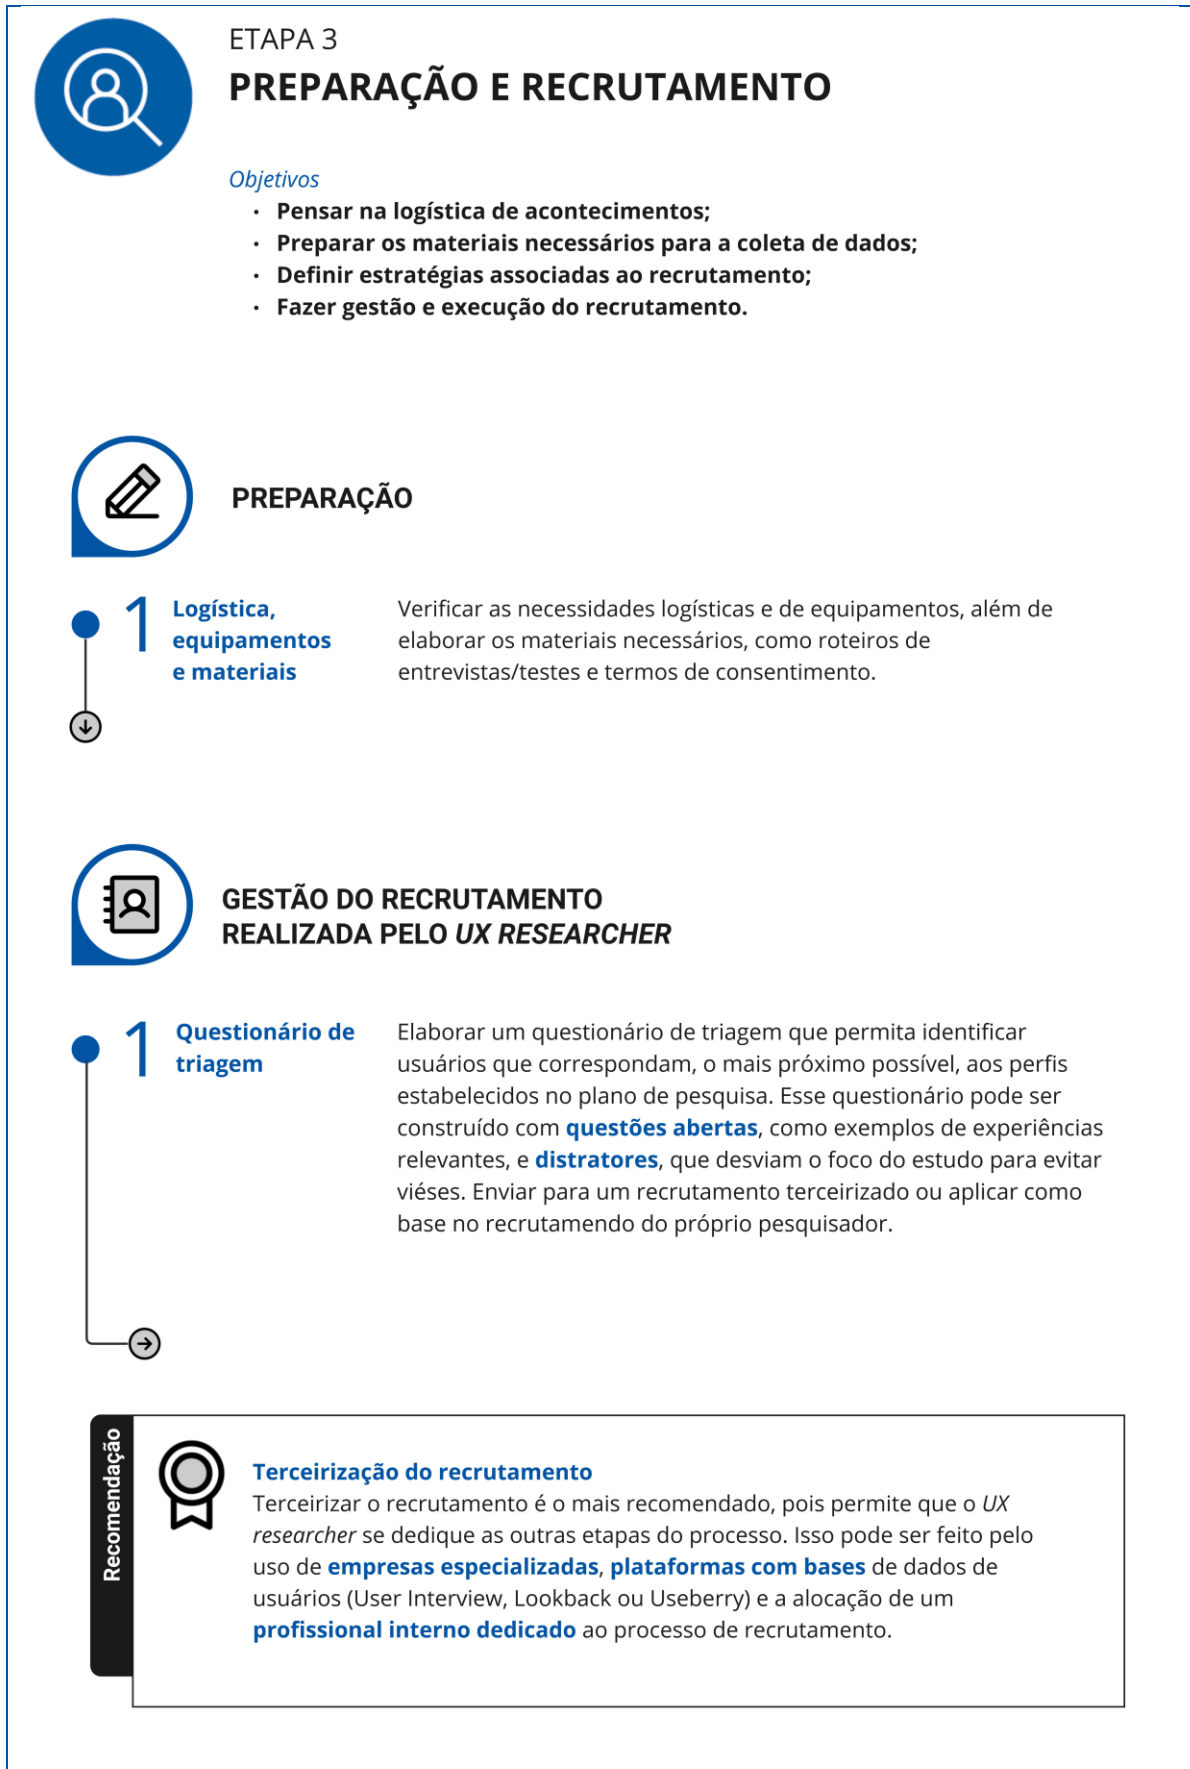 ETAPA 3
PREPARAÇÃO E RECRUTAMENTO
Objetivos
· Pensar na logística de acontecimentos;
· Preparar os materiais necessários para a coleta de dados;
· Definir estratégias associadas ao recrutamento;
· Fazer gestão e execução do recrutamento.
PREPARAÇÃO
1
Logística,
equipamentos
e materiais
Verificar as necessidades logísticas e de equipamentos, além de
elaborar os materiais necessários, como roteiros de
entrevistas/testes e termos de consentimento.
GESTÃO DO RECRUTAMENTO
REALIZADA PELO UX RESEARCHER
1
Questionário de
triagem
Elaborar um questionário de triagem que permita identificar
usuários que correspondam, o mais próximo possível, aos perfis
estabelecidos no plano de pesquisa. Esse questionário pode ser
construído com questões abertas, como exemplos de experiências
relevantes, e distratores, que desviam o foco do estudo para evitar
viéses. Enviar para um recrutamento terceirizado ou aplicar como
base no recrutamendo do próprio pesquisador.
Recomendação
Terceirização do recrutamento
Terceirizar o recrutamento é o mais recomendado, pois permite que o UX
researcher se dedique as outras etapas do processo. Isso pode ser feito pelo
uso de empresas especializadas, plataformas com bases de dados de
usuários (User Interview, Lookback ou Useberry) e a alocação de um
profissional interno dedicado ao processo de recrutamento.